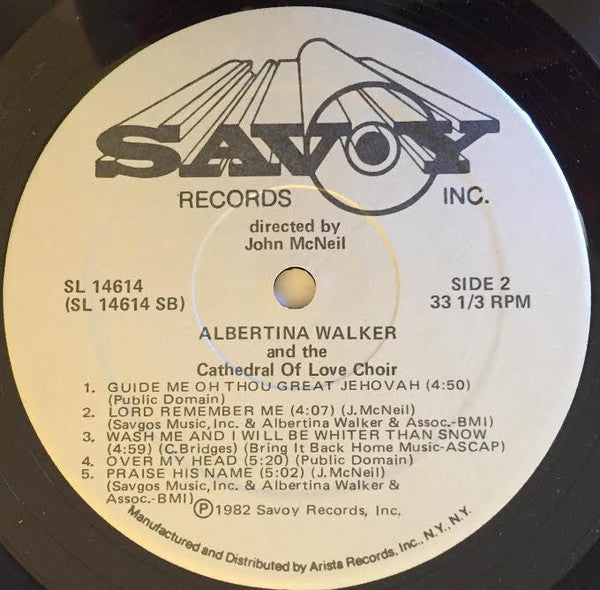 SAVOY
RECORDS INC.
directed by
John McNeil
SL 14614 SIDE 2
(SL 14614 SB) 33 1/3 RPM
ALBERTINA WALKER
and the
Cathedral Of Love Choir
1. GUIDE ME OH THOU GREAT JEHOVAH (4:50)
(Public Domain)
2. LORD REMEMBER ME (4:07) (J.McNeil)
(Savgos Music, Inc. & Albertina Walker & Assoc.-BMI)
3. WASH ME AND I WILL BE WHITER THAN SNOW
(4:59) (C.Bridges) (Bring It Back Home Music-ASCAP)
4. OVER MY HEAD (5:20) (Public Domain)
5. PRAISE HIS NAME (5:02) (J.McNeil)
(Savgos Music, Inc. & Albertina Walker &
Assoc.-BMI)
Ⓟ1982 Savoy Records, Inc.
Manufactured and Distributed by Arista Records, Inc., N.Y., N.Y.